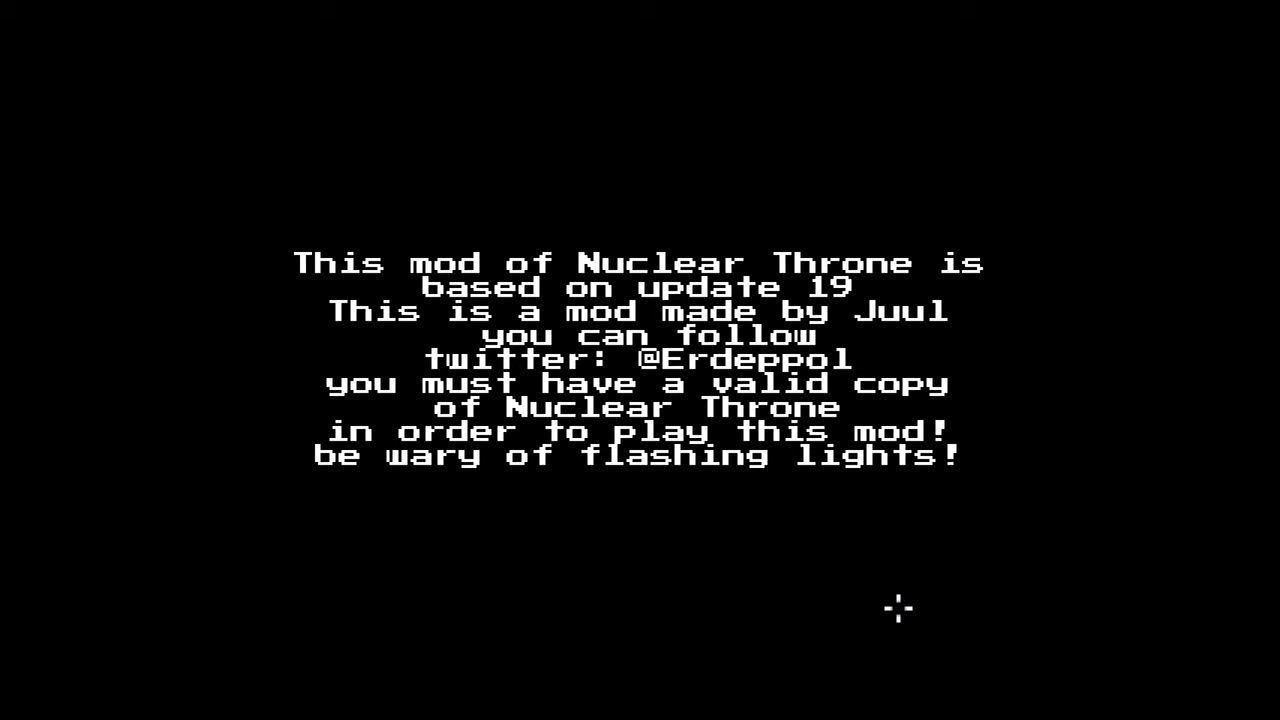 This mod of Nuclear Throne is
based on update 19
This is a mod made by Juul
you can follow
twitter: @Erdeppol
you must have a valid copy
of Nuclear Throne
in order to play this mod!
be wary of flashing lights!